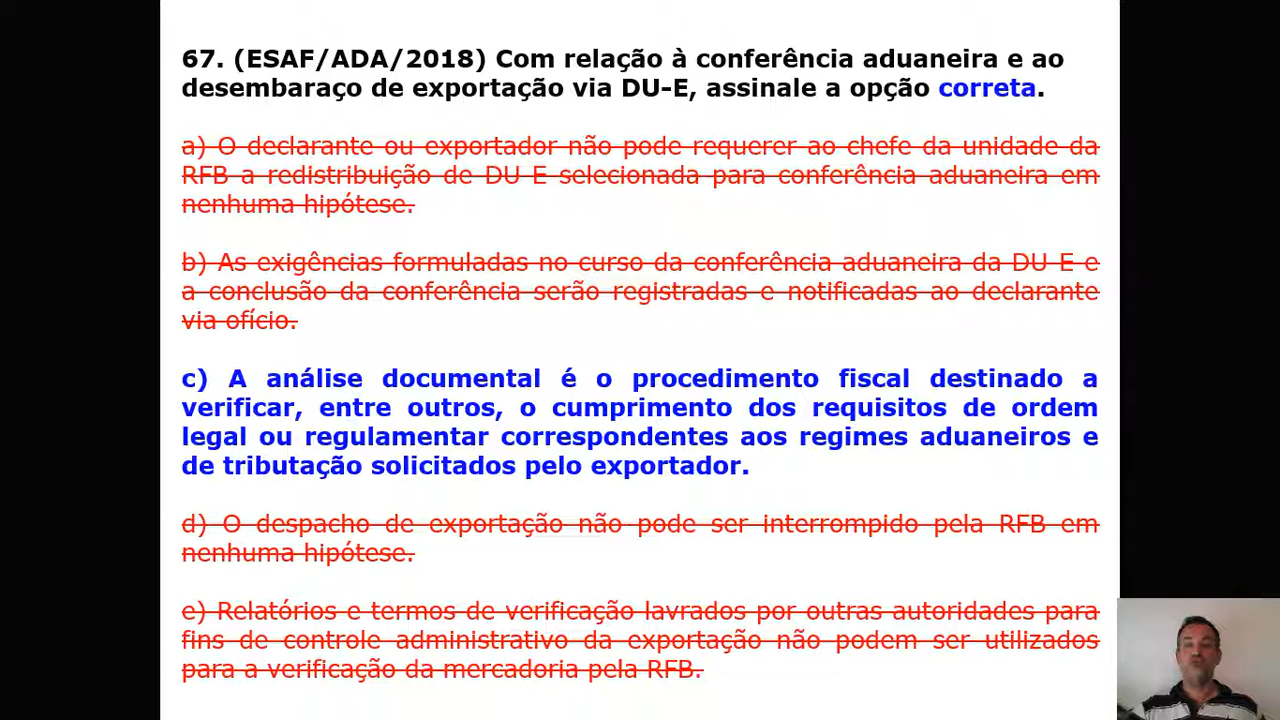 67. (ESAF/ADA/2018) Com relação à conferência aduaneira e ao
desembaraço de exportação via DU-E, assinale a opção correta.
a) O declarante ou exportador não pode requerer ao chefe da unidade da
RFB a redistribuição de DU E selecionada para conferência aduaneira em
nenhuma hipótese.
b) As exigências formuladas no curso da conferência aduaneira da DU E e
a conclusão da conferência serão registradas e notificadas ao declarante
via ofício.
c) A análise documental é o procedimento fiscal destinado a
verificar, entre outros, o cumprimento dos requisitos de ordem
legal ou regulamentar correspondentes aos regimes aduaneiros e
de tributação solicitados pelo exportador.
d) O despacho de exportação não pode ser interrompido pela RFB em
nenhuma hipótese.
e) Relatórios e termos de verificação lavrados por outras autoridades para
fins de controle administrativo da exportação não podem ser utilizados
para a verificação da mercadoria pela RFB.